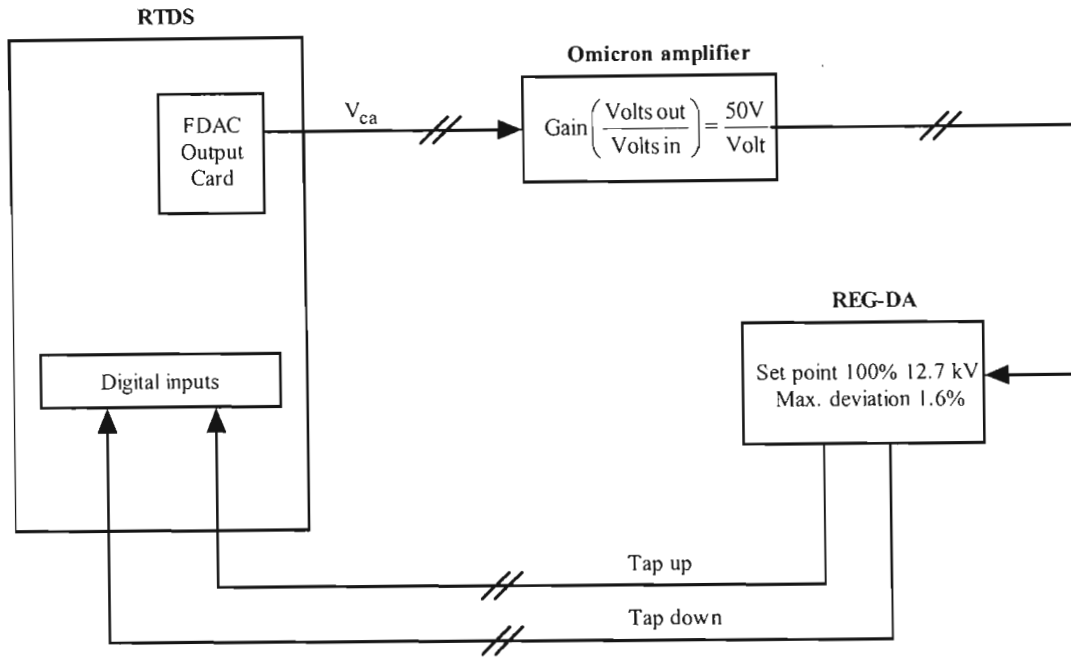 RTDS
FDAC
Output
Card
V_ca
Omicron amplifier
Gain(Volts out/Volts in) = 50V/Volt
REG-DA
Set point 100% 12.7 kV
Max. deviation 1.6%
Digital inputs
Tap up
Tap down